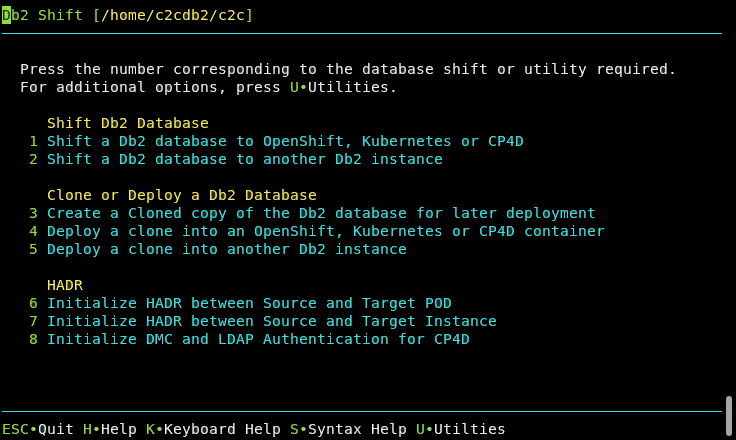 Db2 Shift [/home/c2cdb2/c2c]
Press the number corresponding to the database shift or utility required.
For additional options, press U•Utilities.
Shift Db2 Database
1 Shift a Db2 database to OpenShift, Kubernetes or CP4D
2 Shift a Db2 database to another Db2 instance
Clone or Deploy a Db2 Database
3 Create a Cloned copy of the Db2 database for later deployment
4 Deploy a clone into an OpenShift, Kubernetes or CP4D container
5 Deploy a clone into another Db2 instance
HADR
6 Initialize HADR between Source and Target POD
7 Initialize HADR between Source and Target Instance
8 Initialize DMC and LDAP Authentication for CP4D
ESC•Quit H•Help K•Keyboard Help S•Syntax Help U•Utilties